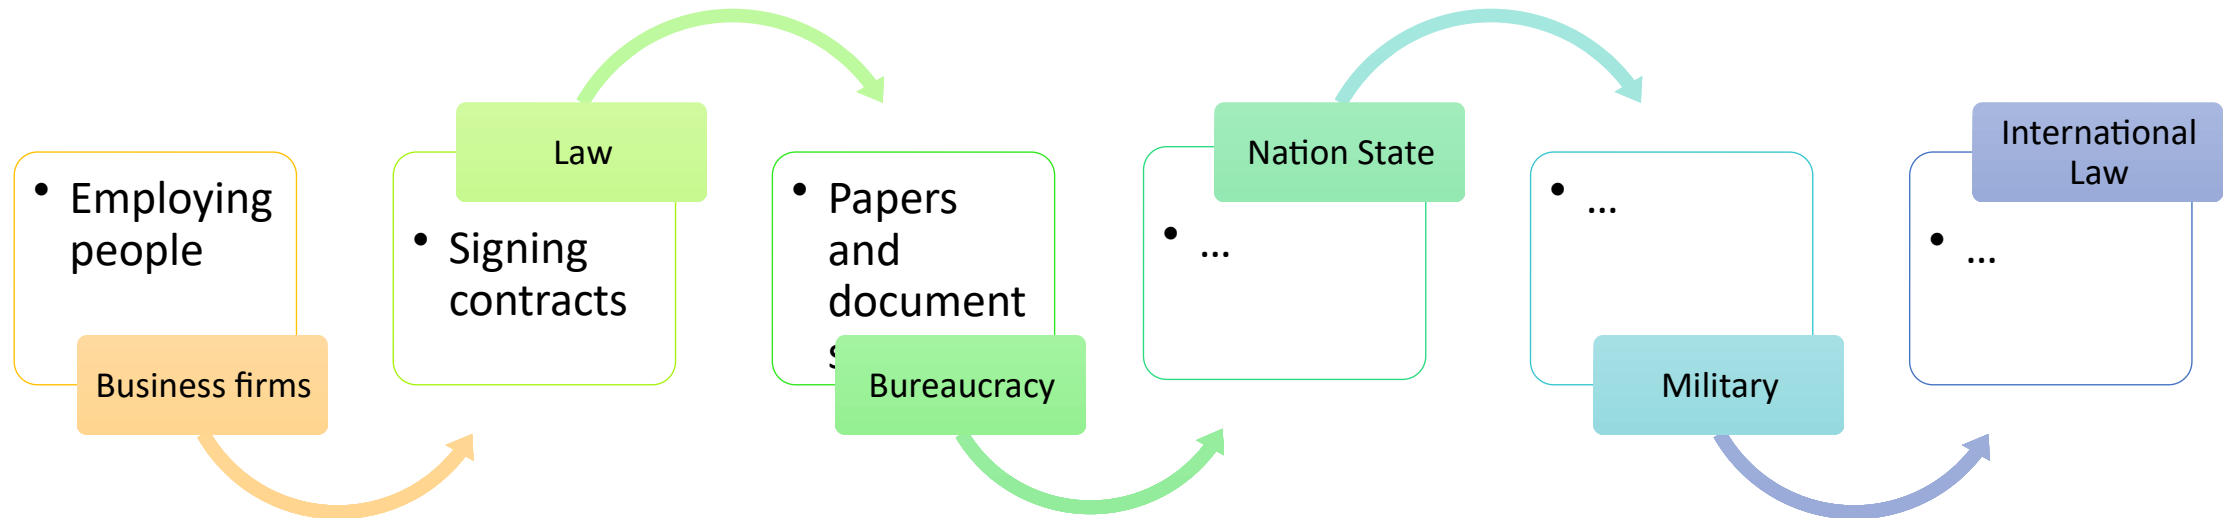 • Employing
people
Business firms
Law
• Signing
contracts
• Papers
and
document
s
Bureaucracy
Nation State
• ...
• ...
Military
International
Law
• ...